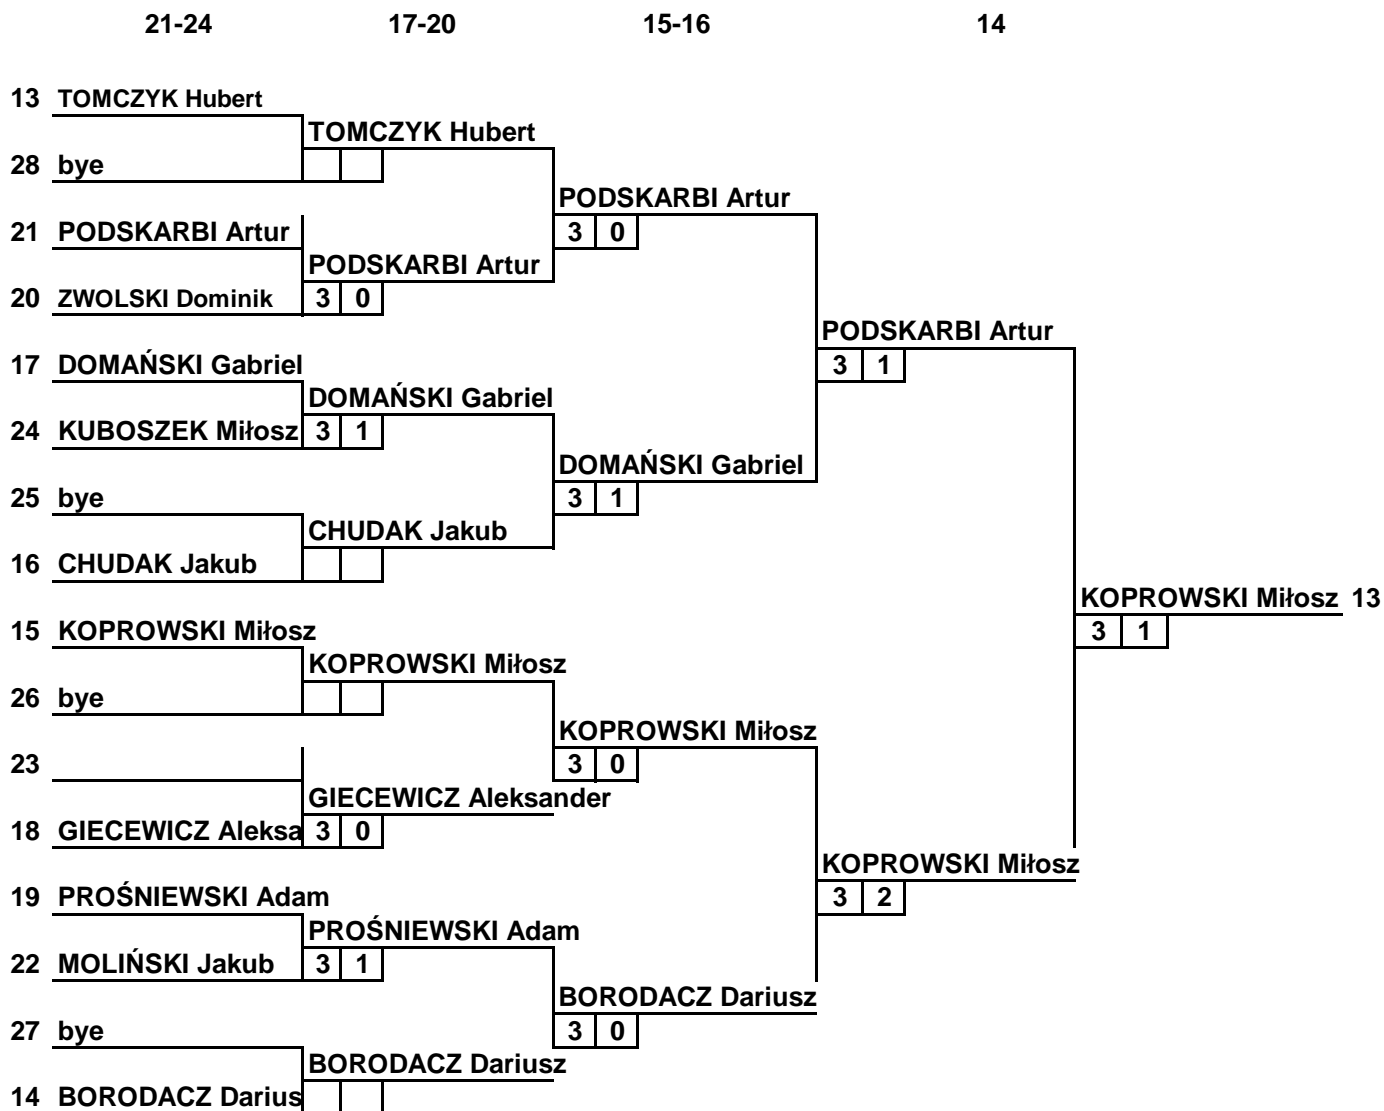 21-24 17-20 15-16 14
13 TOMCZYK Hubert
TOMCZYK Hubert
28 bye
PODSKARBI Artur
21 PODSKARBI Artur 3 0
PODSKARBI Artur
20 ZWOLSKI Dominik 3 0
PODSKARBI Artur
17 DOMAŃSKI Gabriel 3 1
DOMAŃSKI Gabriel
24 KUBOSZEK Miłosz 3 1
DOMAŃSKI Gabriel
25 bye 3 1
CHUDAK Jakub
16 CHUDAK Jakub
KOPROWSKI Miłosz 13
15 KOPROWSKI Miłosz 3 1
KOPROWSKI Miłosz
26 bye
KOPROWSKI Miłosz
23 3 0
GIECEWICZ Aleksander
18 GIECEWICZ Aleksa 3 0
KOPROWSKI Miłosz
19 PROŚNIEWSKI Adam 3 2
PROŚNIEWSKI Adam
22 MOLIŃSKI Jakub 3 1
BORODACZ Dariusz
27 bye 3 0
BORODACZ Dariusz
14 BORODACZ Darius